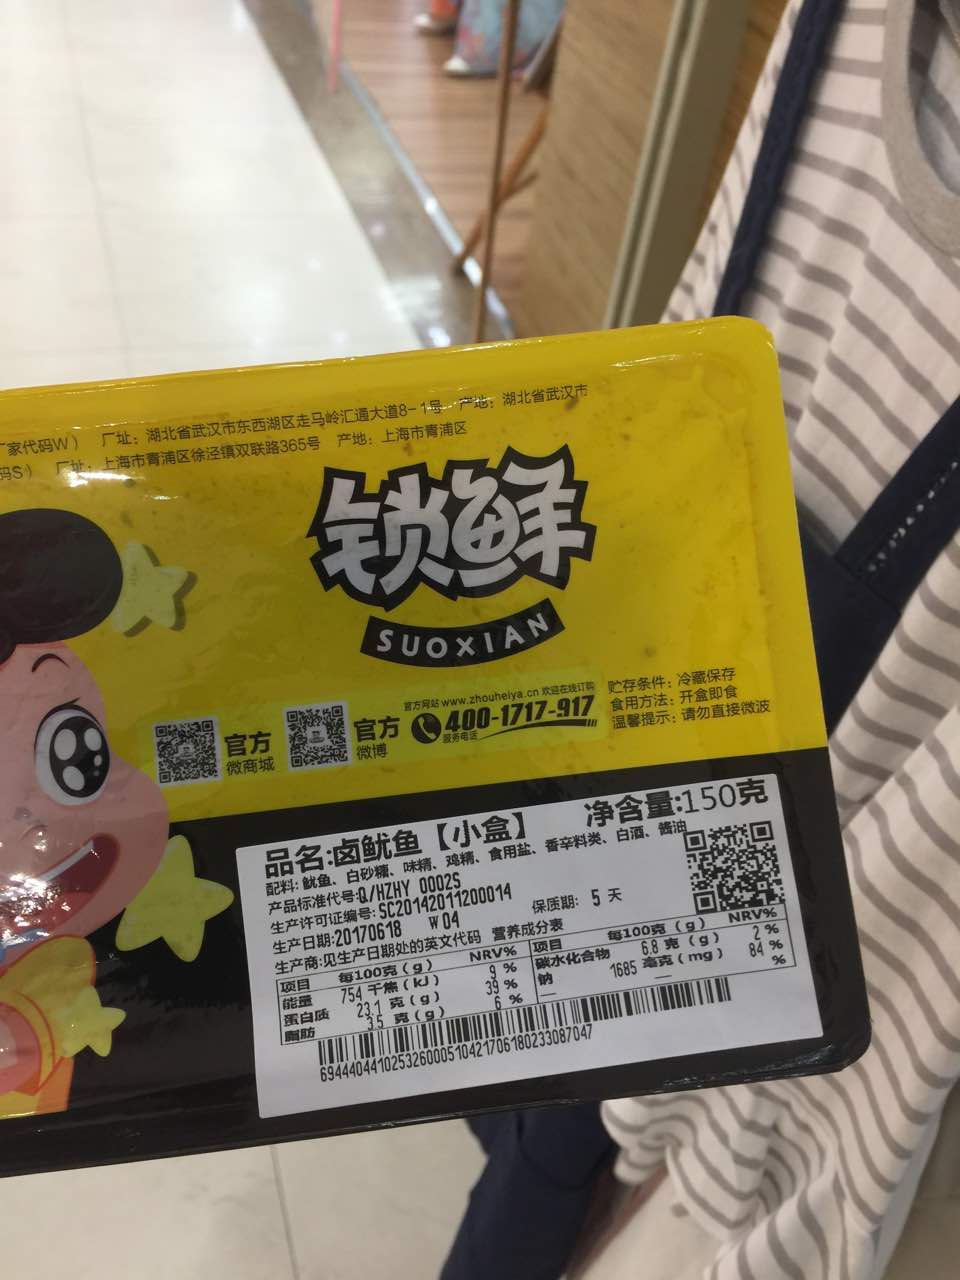 厂家代码W） 厂址：湖北省武汉市东西湖区走马岭汇通大道8-1号 产地：湖北省武汉市
码S） 厂址：上海市青浦区徐泾镇双联路365号 产地：上海市青浦区
锁鲜
SUOXIAN
官方
微商城
官方
微博
官方网站 www.zhouheiya.cn 欢迎在线订购
400-1717-917
服务电话
贮存条件：冷藏保存
食用方法：开盒即食
温馨提示：请勿直接微波
品名:卤鱿鱼【小盒】 净含量:150克
配料: 鱿鱼、白砂糖、味精、鸡精、食用盐、香辛料类、白酒、酱油
产品标准代号:Q/HZHY 0002S
生产许可证编号:SC20142011200014
生产日期:20170618 W04 保质期: 5 天
生产商:见生产日期处的英文代码 营养成分表
项目 每100克(g) NRV% 项目 每100克(g) NRV%
能量 754 千焦(kJ) 9 % 碳水化合物 6.8 克(g) 2 %
蛋白质 23.1 克(g) 39 % 钠 1685 毫克(mg) 84 %
脂肪 3.5 克(g) 6 % — — %
6944404410253260005104217061802330​87047